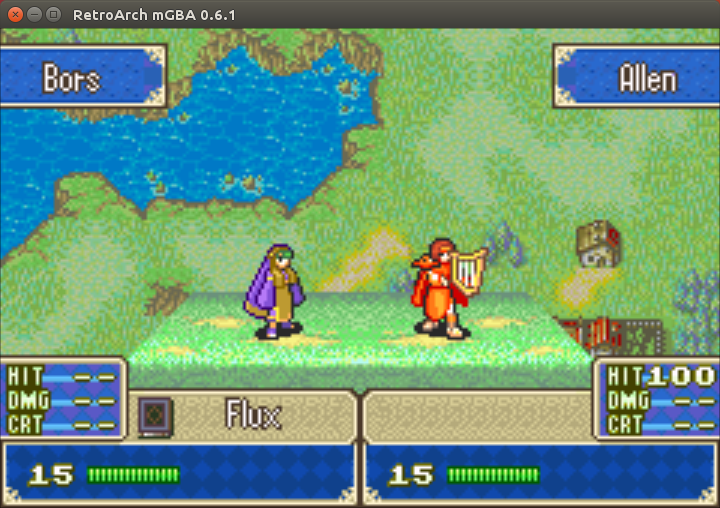 RetroArch mGBA 0.6.1
Bors
Allen
HIT --
DMG --
CRT --
Flux
HIT 100
DMG --
CRT --
15
15